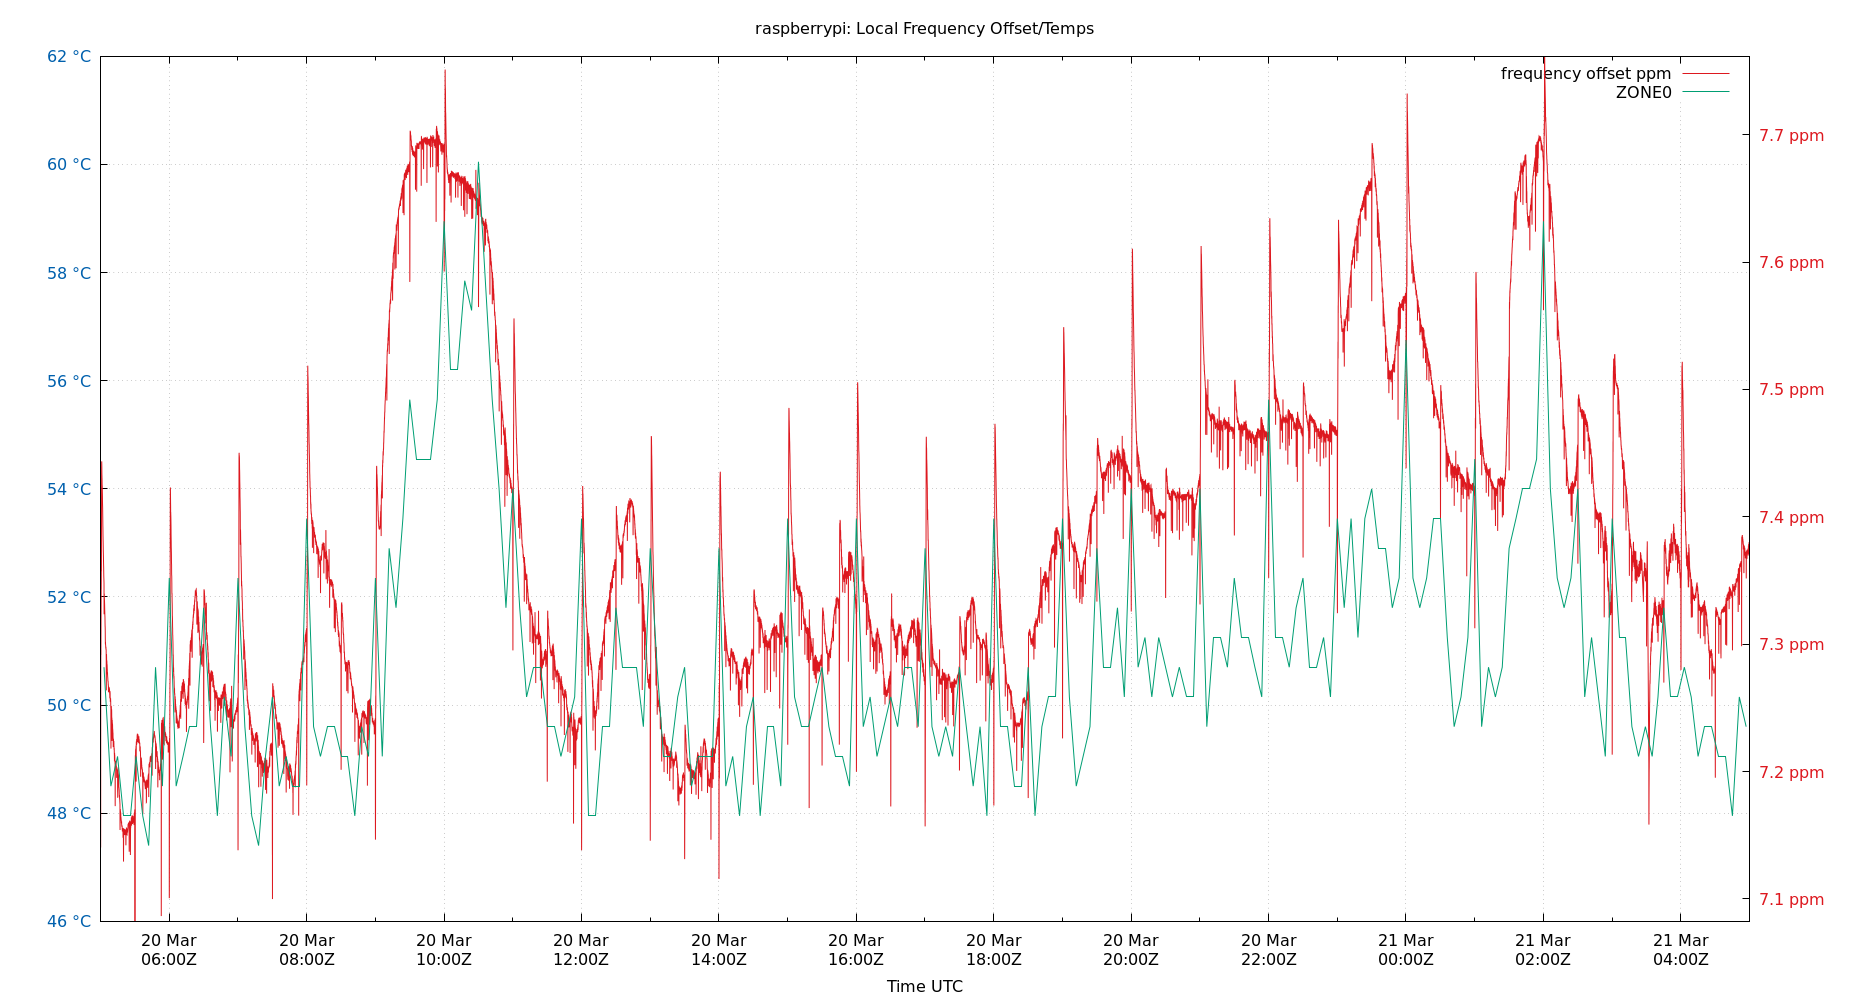 raspberrypi: Local Frequency Offset/Temps
frequency offset ppm
ZONE0
62 °C
60 °C
58 °C
56 °C
54 °C
52 °C
50 °C
48 °C
46 °C
7.7 ppm
7.6 ppm
7.5 ppm
7.4 ppm
7.3 ppm
7.2 ppm
7.1 ppm
20 Mar 20 Mar 20 Mar 20 Mar 20 Mar 20 Mar 20 Mar 20 Mar 20 Mar 21 Mar 21 Mar 21 Mar
06:00Z 08:00Z 10:00Z 12:00Z 14:00Z 16:00Z 18:00Z 20:00Z 22:00Z 00:00Z 02:00Z 04:00Z
Time UTC